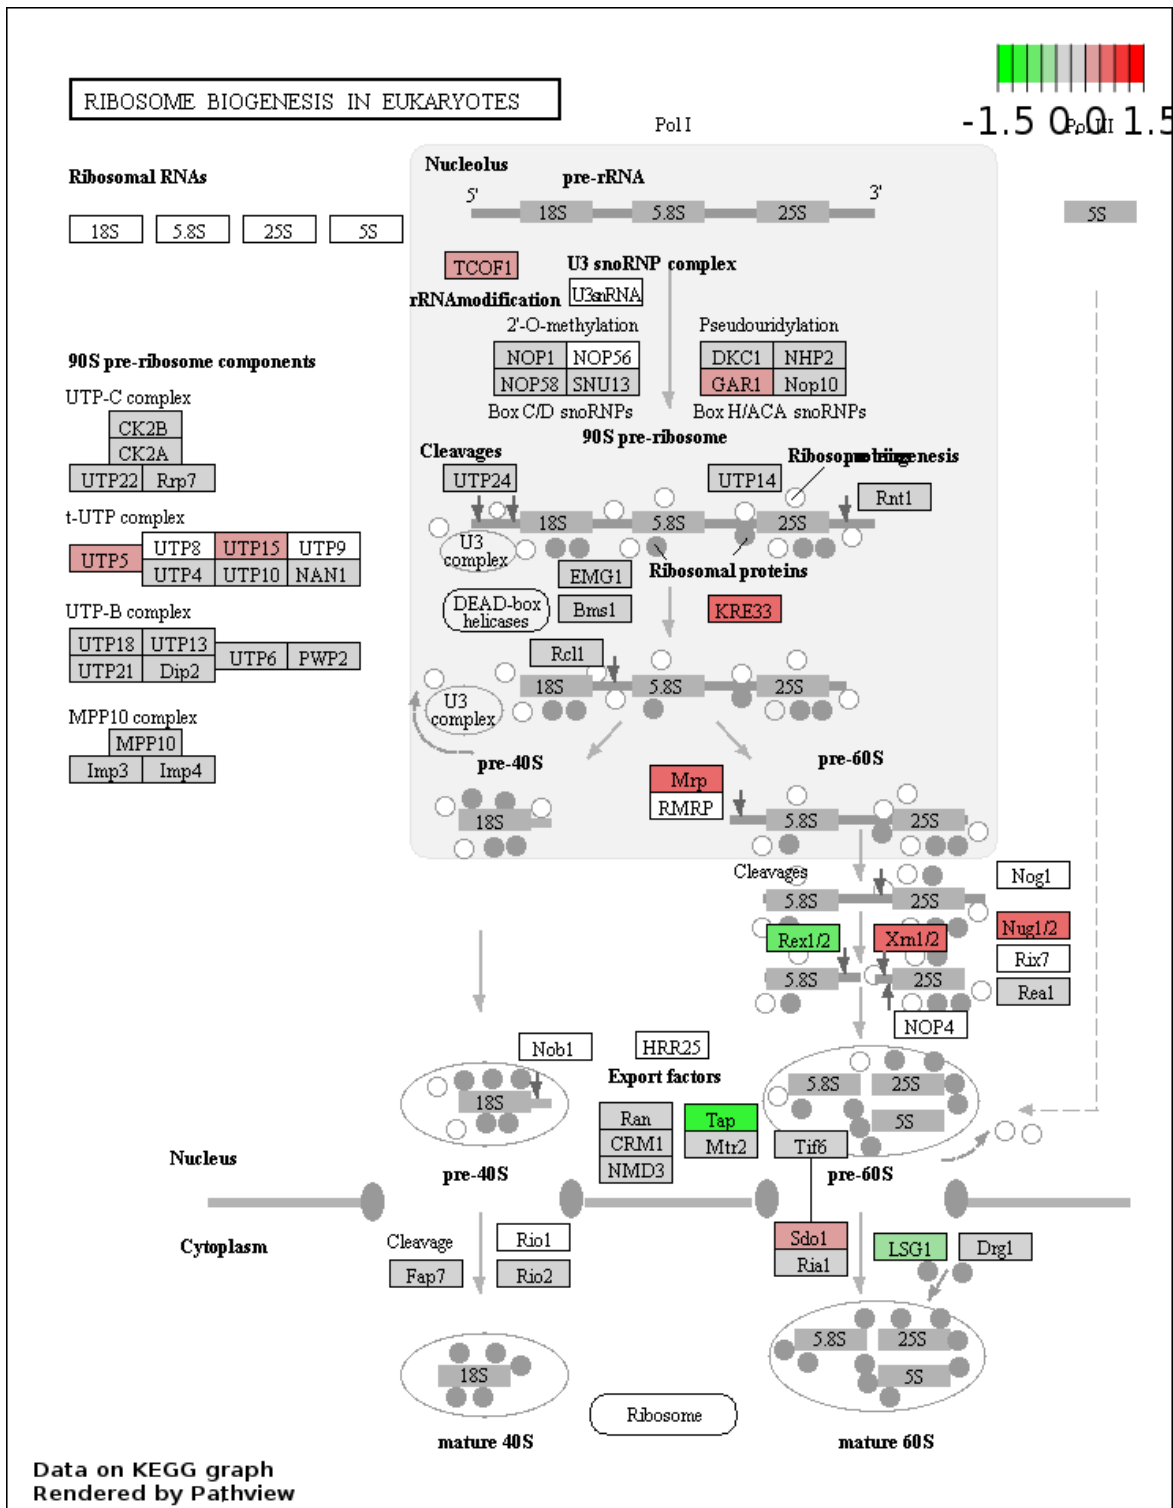 RIBOSOME BIOGENESIS IN EUKARYOTES
-1.5 0.0 1.5
Pol I
Pol III
Ribosomal RNAs
18S 5.8S 25S 5S
Nucleolus
pre-rRNA
5' 3'
18S 5.8S 25S
5S
TCOF1
U3 snoRNP complex
U3snRNA
rRNAmodification
2'-O-methylation
NOP1 NOP56
NOP58 SNU13
Box C/D snoRNPs
Pseudouridylation
DKC1 NHP2
GAR1 Nop10
Box H/ACA snoRNPs
90S pre-ribosome components
UTP-C complex
CK2B
CK2A
UTP22 Rrp7
t-UTP complex
UTP5
UTP8 UTP15 UTP9
UTP4 UTP10 NAN1
UTP-B complex
UTP18 UTP13
UTP21 Dip2
UTP6 PWP2
MPP10 complex
MPP10
Imp3 Imp4
90S pre-ribosome
Cleavages
UTP24
UTP14
Rnt1
18S 5.8S 25S
U3
complex
Ribosomal proteins
EMG1
Bms1
DEAD-box
helicases
KRE33
Rcl1
18S 5.8S 25S
U3
complex
pre-40S
pre-60S
Mrp
RMRP
18S
5.8S 25S
Cleavages
Nog1
5.8S 25S
Nug1/2
Rex1/2
Xrn1/2
Rix7
5.8S 25S
Rea1
NOP4
Nob1
HRR25
Export factors
18S
5.8S 25S
5S
Ran
CRM1
NMD3
Tap
Mtr2
Tif6
Nucleus
pre-40S
pre-60S
Cytoplasm
Cleavage
Fap7
Rio1
Rio2
Sdo1
Ria1
LSG1
Drg1
18S
5.8S 25S
5S
Ribosome
mature 40S
mature 60S
Data on KEGG graph
Rendered by Pathview